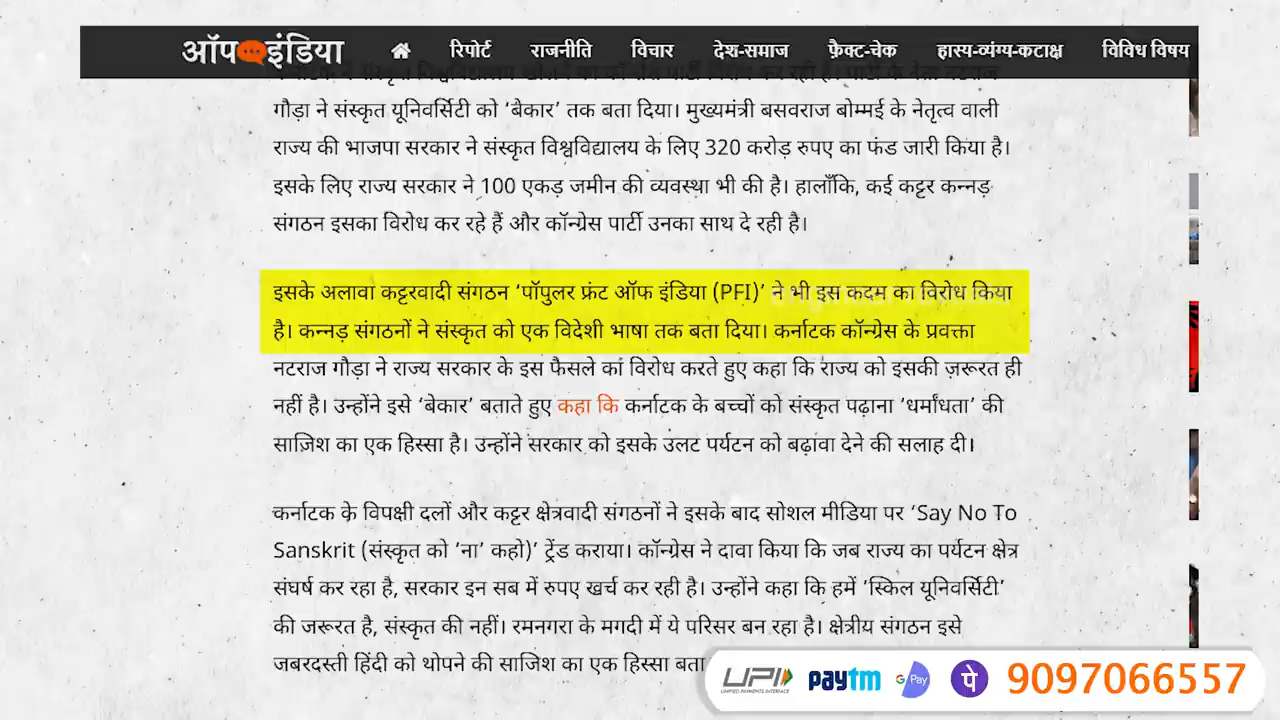 ऑपइंडिया रिपोर्ट राजनीति विचार देश-समाज फ़ैक्ट-चेक हास्य-व्यंग्य-कटाक्ष विविध विषय
गौड़ा ने संस्कृत यूनिवर्सिटी को ‘बेकार’ तक बता दिया। मुख्यमंत्री बसवराज बोम्मई के नेतृत्व वाली
राज्य की भाजपा सरकार ने संस्कृत विश्वविद्यालय के लिए 320 करोड़ रुपए का फंड जारी किया है।
इसके लिए राज्य सरकार ने 100 एकड़ जमीन की व्यवस्था भी की है। हालाँकि, कई कट्टर कन्नड़
संगठन इसका विरोध कर रहे हैं और कॉन्ग्रेस पार्टी उनका साथ दे रही है।
इसके अलावा कट्टरवादी संगठन ‘पॉपुलर फ्रंट ऑफ इंडिया (PFI)’ ने भी इस कदम का विरोध किया
है। कन्नड़ संगठनों ने संस्कृत को एक विदेशी भाषा तक बता दिया। कर्नाटक कॉन्ग्रेस के प्रवक्ता
नटराज गौड़ा ने राज्य सरकार के इस फैसले का विरोध करते हुए कहा कि राज्य को इसकी ज़रूरत ही
नहीं है। उन्होंने इसे ‘बेकार’ बताते हुए कहा कि कर्नाटक के बच्चों को संस्कृत पढ़ाना ‘धर्मांधता’ की
साजिश का एक हिस्सा है। उन्होंने सरकार को इसके उलट पर्यटन को बढ़ावा देने की सलाह दी।
कर्नाटक के विपक्षी दलों और कट्टर क्षेत्रवादी संगठनों ने इसके बाद सोशल मीडिया पर ‘Say No To
Sanskrit (संस्कृत को ‘ना’ कहो)’ ट्रेंड कराया। कॉन्ग्रेस ने दावा किया कि जब राज्य का पर्यटन क्षेत्र
संघर्ष कर रहा है, सरकार इन सब में रुपए खर्च कर रही है। उन्होंने कहा कि हमें ‘स्किल यूनिवर्सिटी’
की जरूरत है, संस्कृत की नहीं। रमनगरा के मगदी में ये परिसर बन रहा है। क्षेत्रीय संगठन इसे
जबरदस्ती हिंदी को थोपने की साजिश का एक हिस्सा बता
UPI paytm G Pay पे 9097066557
UNIFIED PAYMENTS INTERFACE